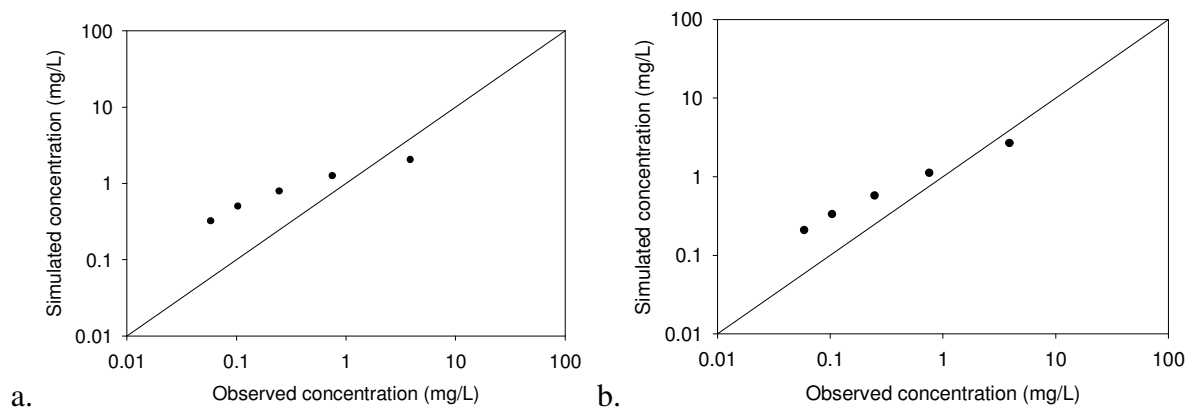 100
10
1
0.1
0.01
0.01 0.1 1 10 100
Simulated concentration (mg/L)
Observed concentration (mg/L)
a.
100
10
1
0.1
0.01
0.01 0.1 1 10 100
Simulated concentration (mg/L)
Observed concentration (mg/L)
b.